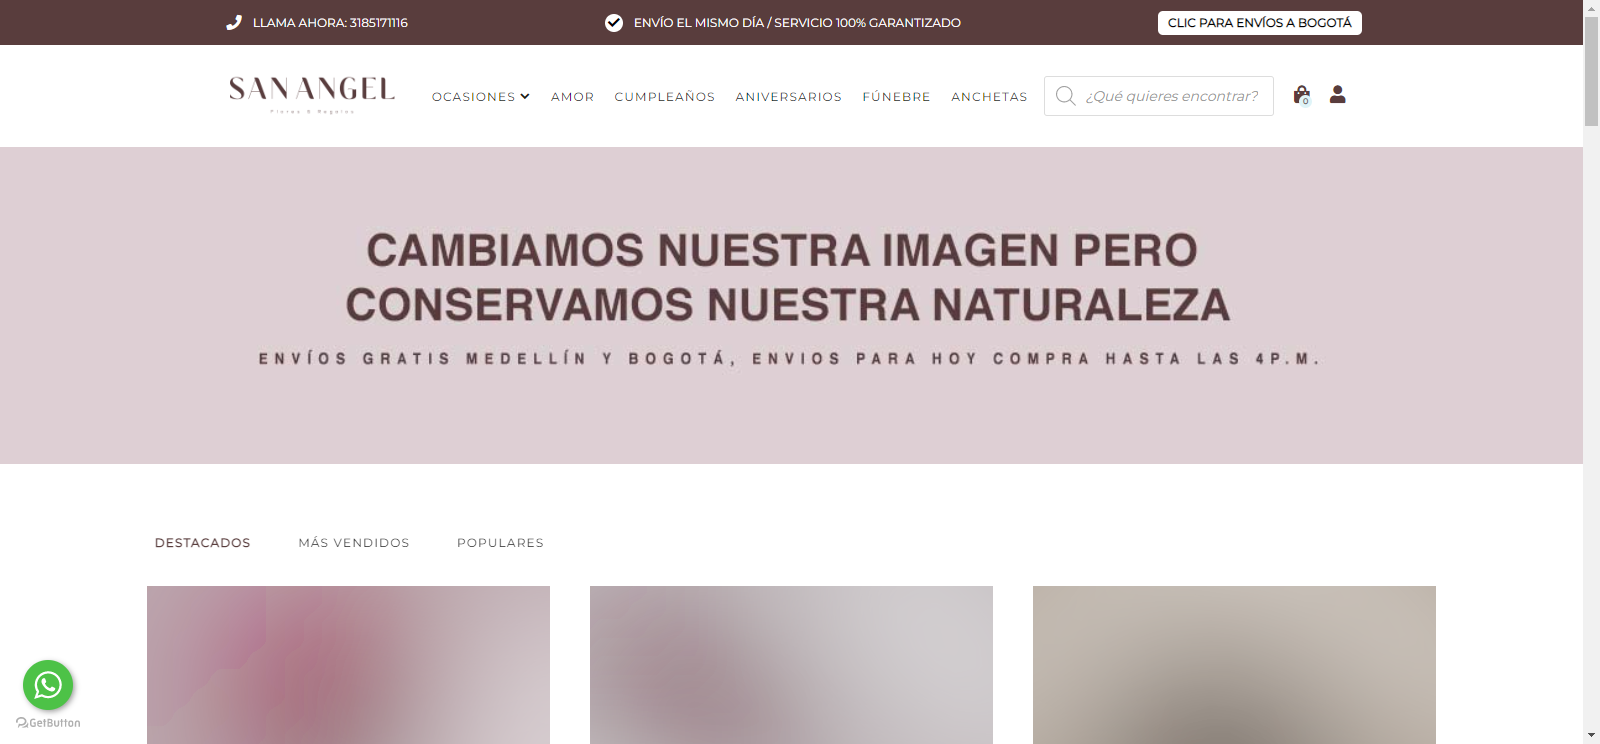 LLAMA AHORA: 3185171116
ENVÍO EL MISMO DÍA / SERVICIO 100% GARANTIZADO
CLIC PARA ENVÍOS A BOGOTÁ
SAN ANGEL
Flores & Regalos
OCASIONES
AMOR
CUMPLEAÑOS
ANIVERSARIOS
FÚNEBRE
ANCHETAS
¿Qué quieres encontrar?
0
CAMBIAMOS NUESTRA IMAGEN PERO
CONSERVAMOS NUESTRA NATURALEZA
ENVÍOS GRATIS MEDELLÍN Y BOGOTÁ, ENVIOS PARA HOY COMPRA HASTA LAS 4P.M.
DESTACADOS
MÁS VENDIDOS
POPULARES
GetButton